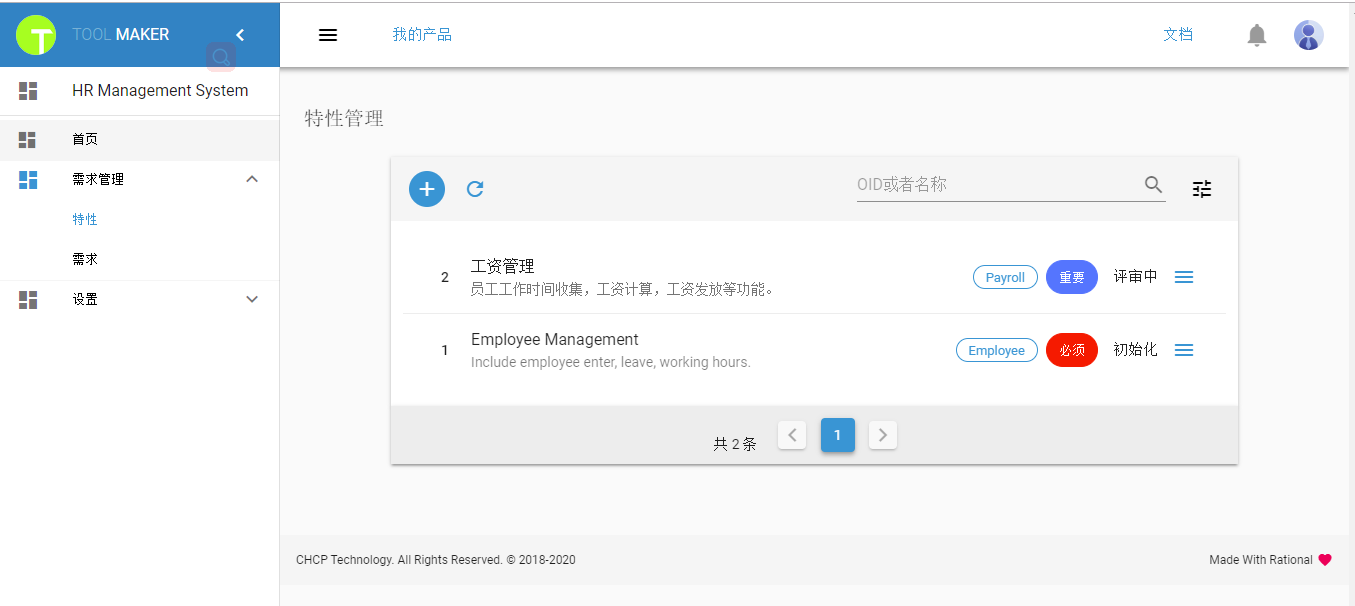 TOOL MAKER
我的产品
文档
HR Management System
首页
需求管理
特性
需求
设置
特性管理
OID或者名称
2
工资管理
员工工作时间收集，工资计算，工资发放等功能。
Payroll
重要
评审中
1
Employee Management
Include employee enter, leave, working hours.
Employee
必须
初始化
共 2 条
1
CHCP Technology. All Rights Reserved. © 2018-2020
Made With Rational